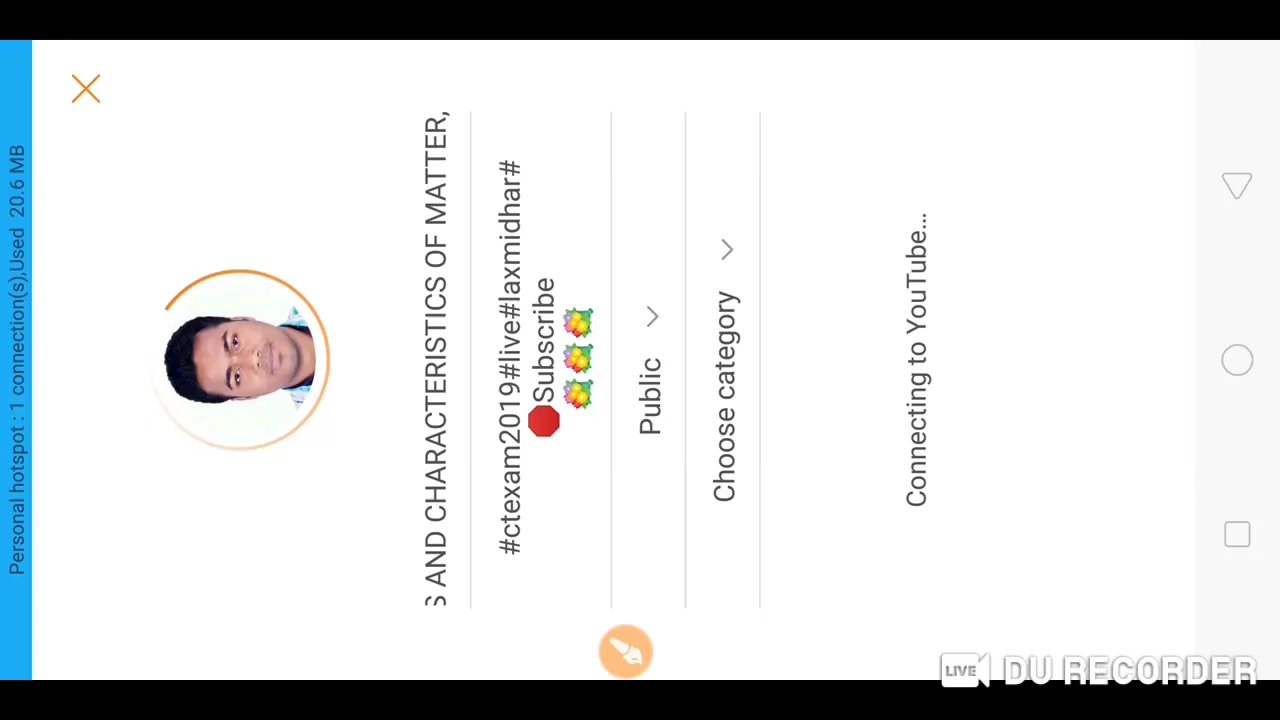 Personal hotspot : 1 connection(s),Used 20.6 MB
S AND CHARACTERISTICS OF MATTER,
#ctexam2019#live#laxmidhar#
🛑Subscribe
💐💐💐
Public
Choose category
Connecting to YouTube...
LIVE DU RECORDER